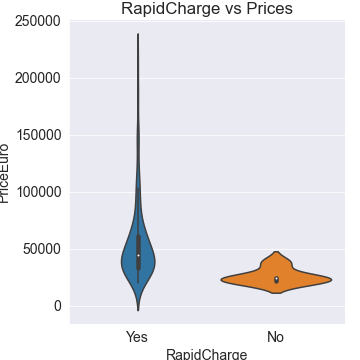 RapidCharge vs Prices
250000
200000
150000
100000
50000
0
PriceEuro
Yes No
RapidCharge